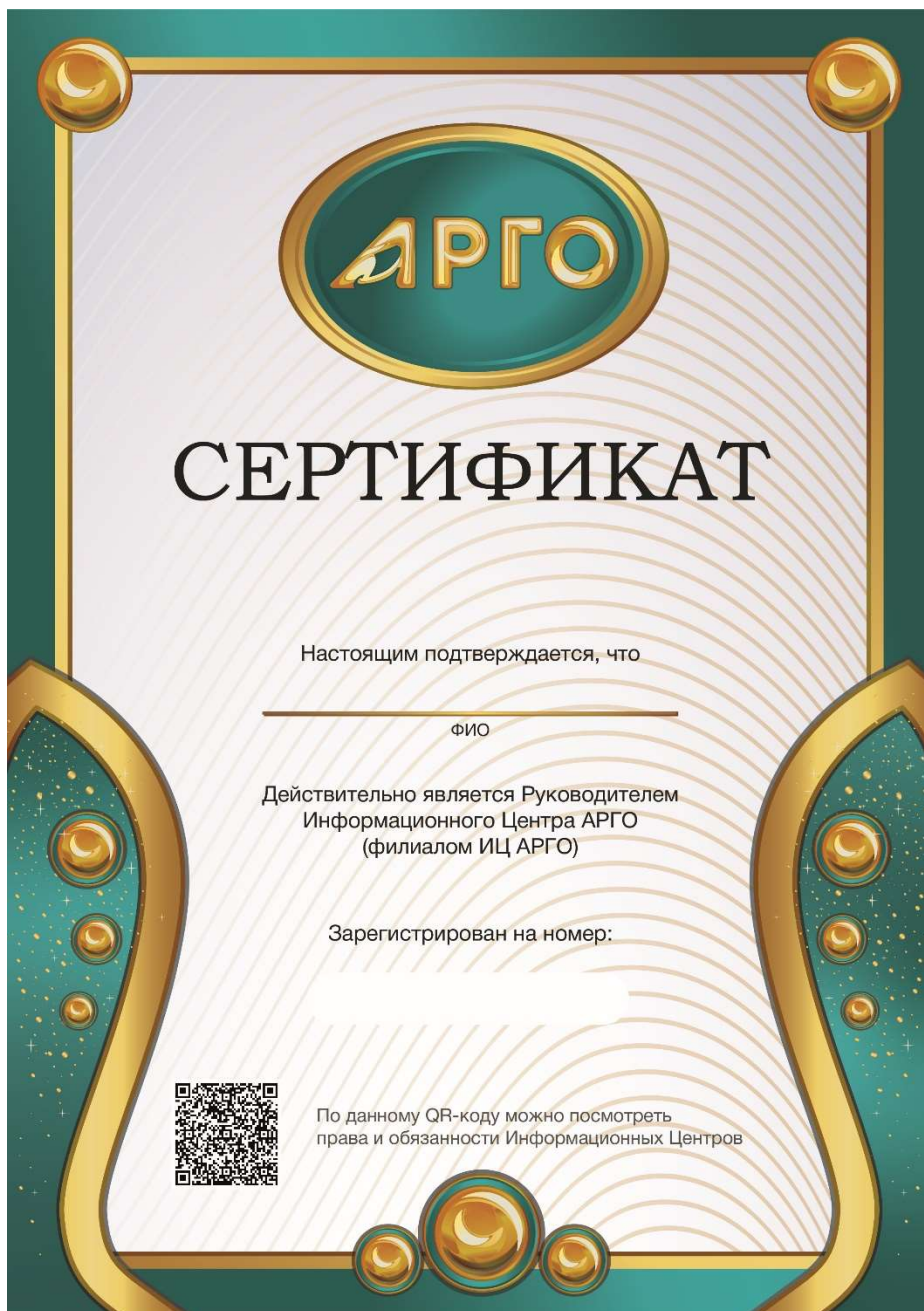 АРГО
СЕРТИФИКАТ
Настоящим подтверждается, что
ФИО
Действительно является Руководителем
Информационного Центра АРГО
(филиалом ИЦ АРГО)
Зарегистрирован на номер:
По данному QR-коду можно посмотреть
права и обязанности Информационных Центров